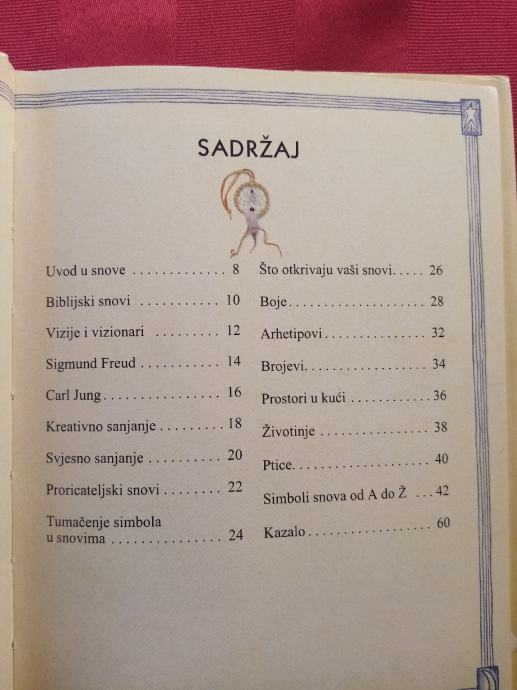 SADRŽAJ
Uvod u snove . . . . . . . . . . . . . 8
Biblijski snovi . . . . . . . . . . . . 10
Vizije i vizionari . . . . . . . . . 12
Sigmund Freud . . . . . . . . . . . 14
Carl Jung . . . . . . . . . . . . . . . . 16
Kreativno sanjanje . . . . . . . . . 18
Svjesno sanjanje . . . . . . . . . . 20
Proricateljski snovi . . . . . . . . 22
Tumačenje simbola
u snovima . . . . . . . . . . . . . . . 24
Što otkrivaju vaši snovi . . . . . 26
Boje . . . . . . . . . . . . . . . . . . . . 28
Arhetipovi . . . . . . . . . . . . . . . 32
Brojevi . . . . . . . . . . . . . . . . . . 34
Prostori u kući . . . . . . . . . . . . 36
Životinje . . . . . . . . . . . . . . . . 38
Ptice . . . . . . . . . . . . . . . . . . . . 40
Simboli snova od A do Ž . . . 42
Kazalo . . . . . . . . . . . . . . . . . . 60